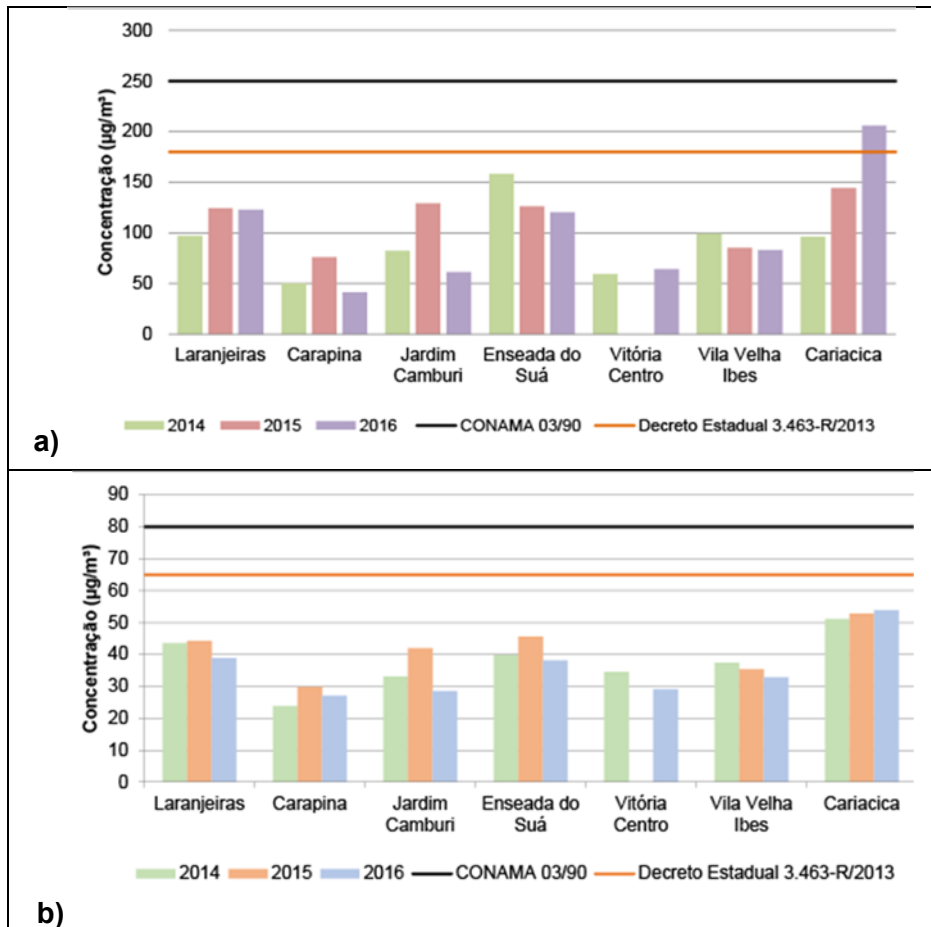 300
250
200
150
100
50
0
Concentração (µg/m³)
Laranjeiras
Carapina
Jardim
Camburi
Enseada do
Suá
Vitória
Centro
Vila Velha
Ibes
Cariacica
2014 2015 2016 CONAMA 03/90 Decreto Estadual 3.463-R/2013
a)
90
80
70
60
50
40
30
20
10
0
Concentração (µg/m³)
Laranjeiras
Carapina
Jardim
Camburi
Enseada do
Suá
Vitória
Centro
Vila Velha
Ibes
Cariacica
2014 2015 2016 CONAMA 03/90 Decreto Estadual 3.463-R/2013
b)